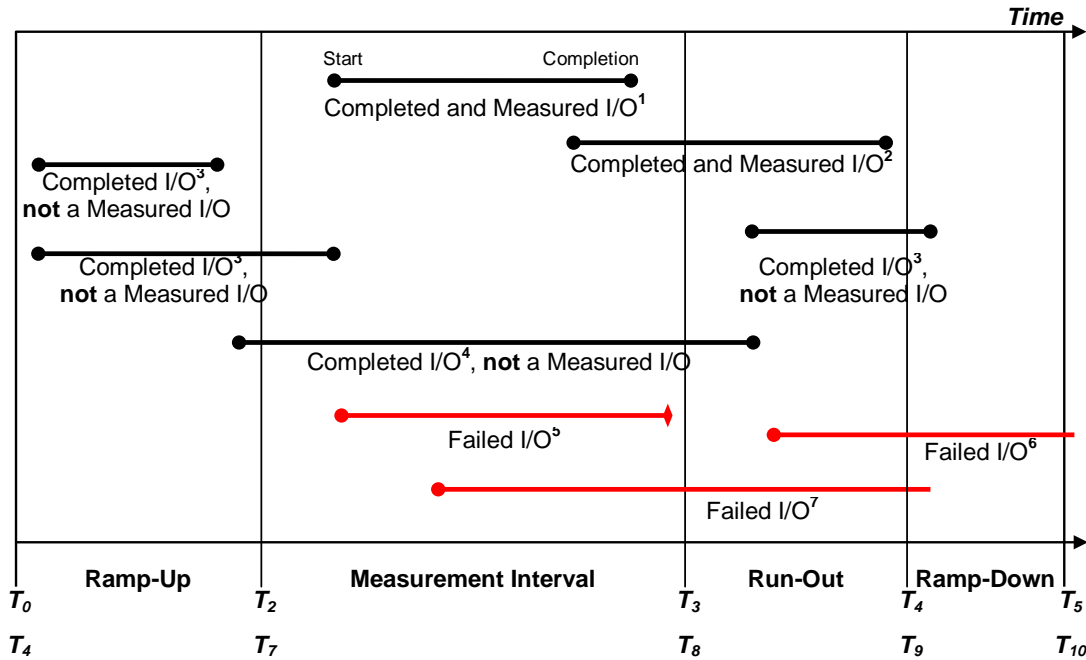 Time
Start Completion
Completed and Measured I/O¹
Completed and Measured I/O²
Completed I/O³,
not a Measured I/O
Completed I/O³,
not a Measured I/O
Completed I/O³,
not a Measured I/O
Completed I/O⁴, not a Measured I/O
Failed I/O⁵
Failed I/O⁶
Failed I/O⁷
Ramp-Up Measurement Interval Run-Out Ramp-Down
T₀ T₂ T₃ T₄ T₅
T₄ T₇ T₈ T₉ T₁₀